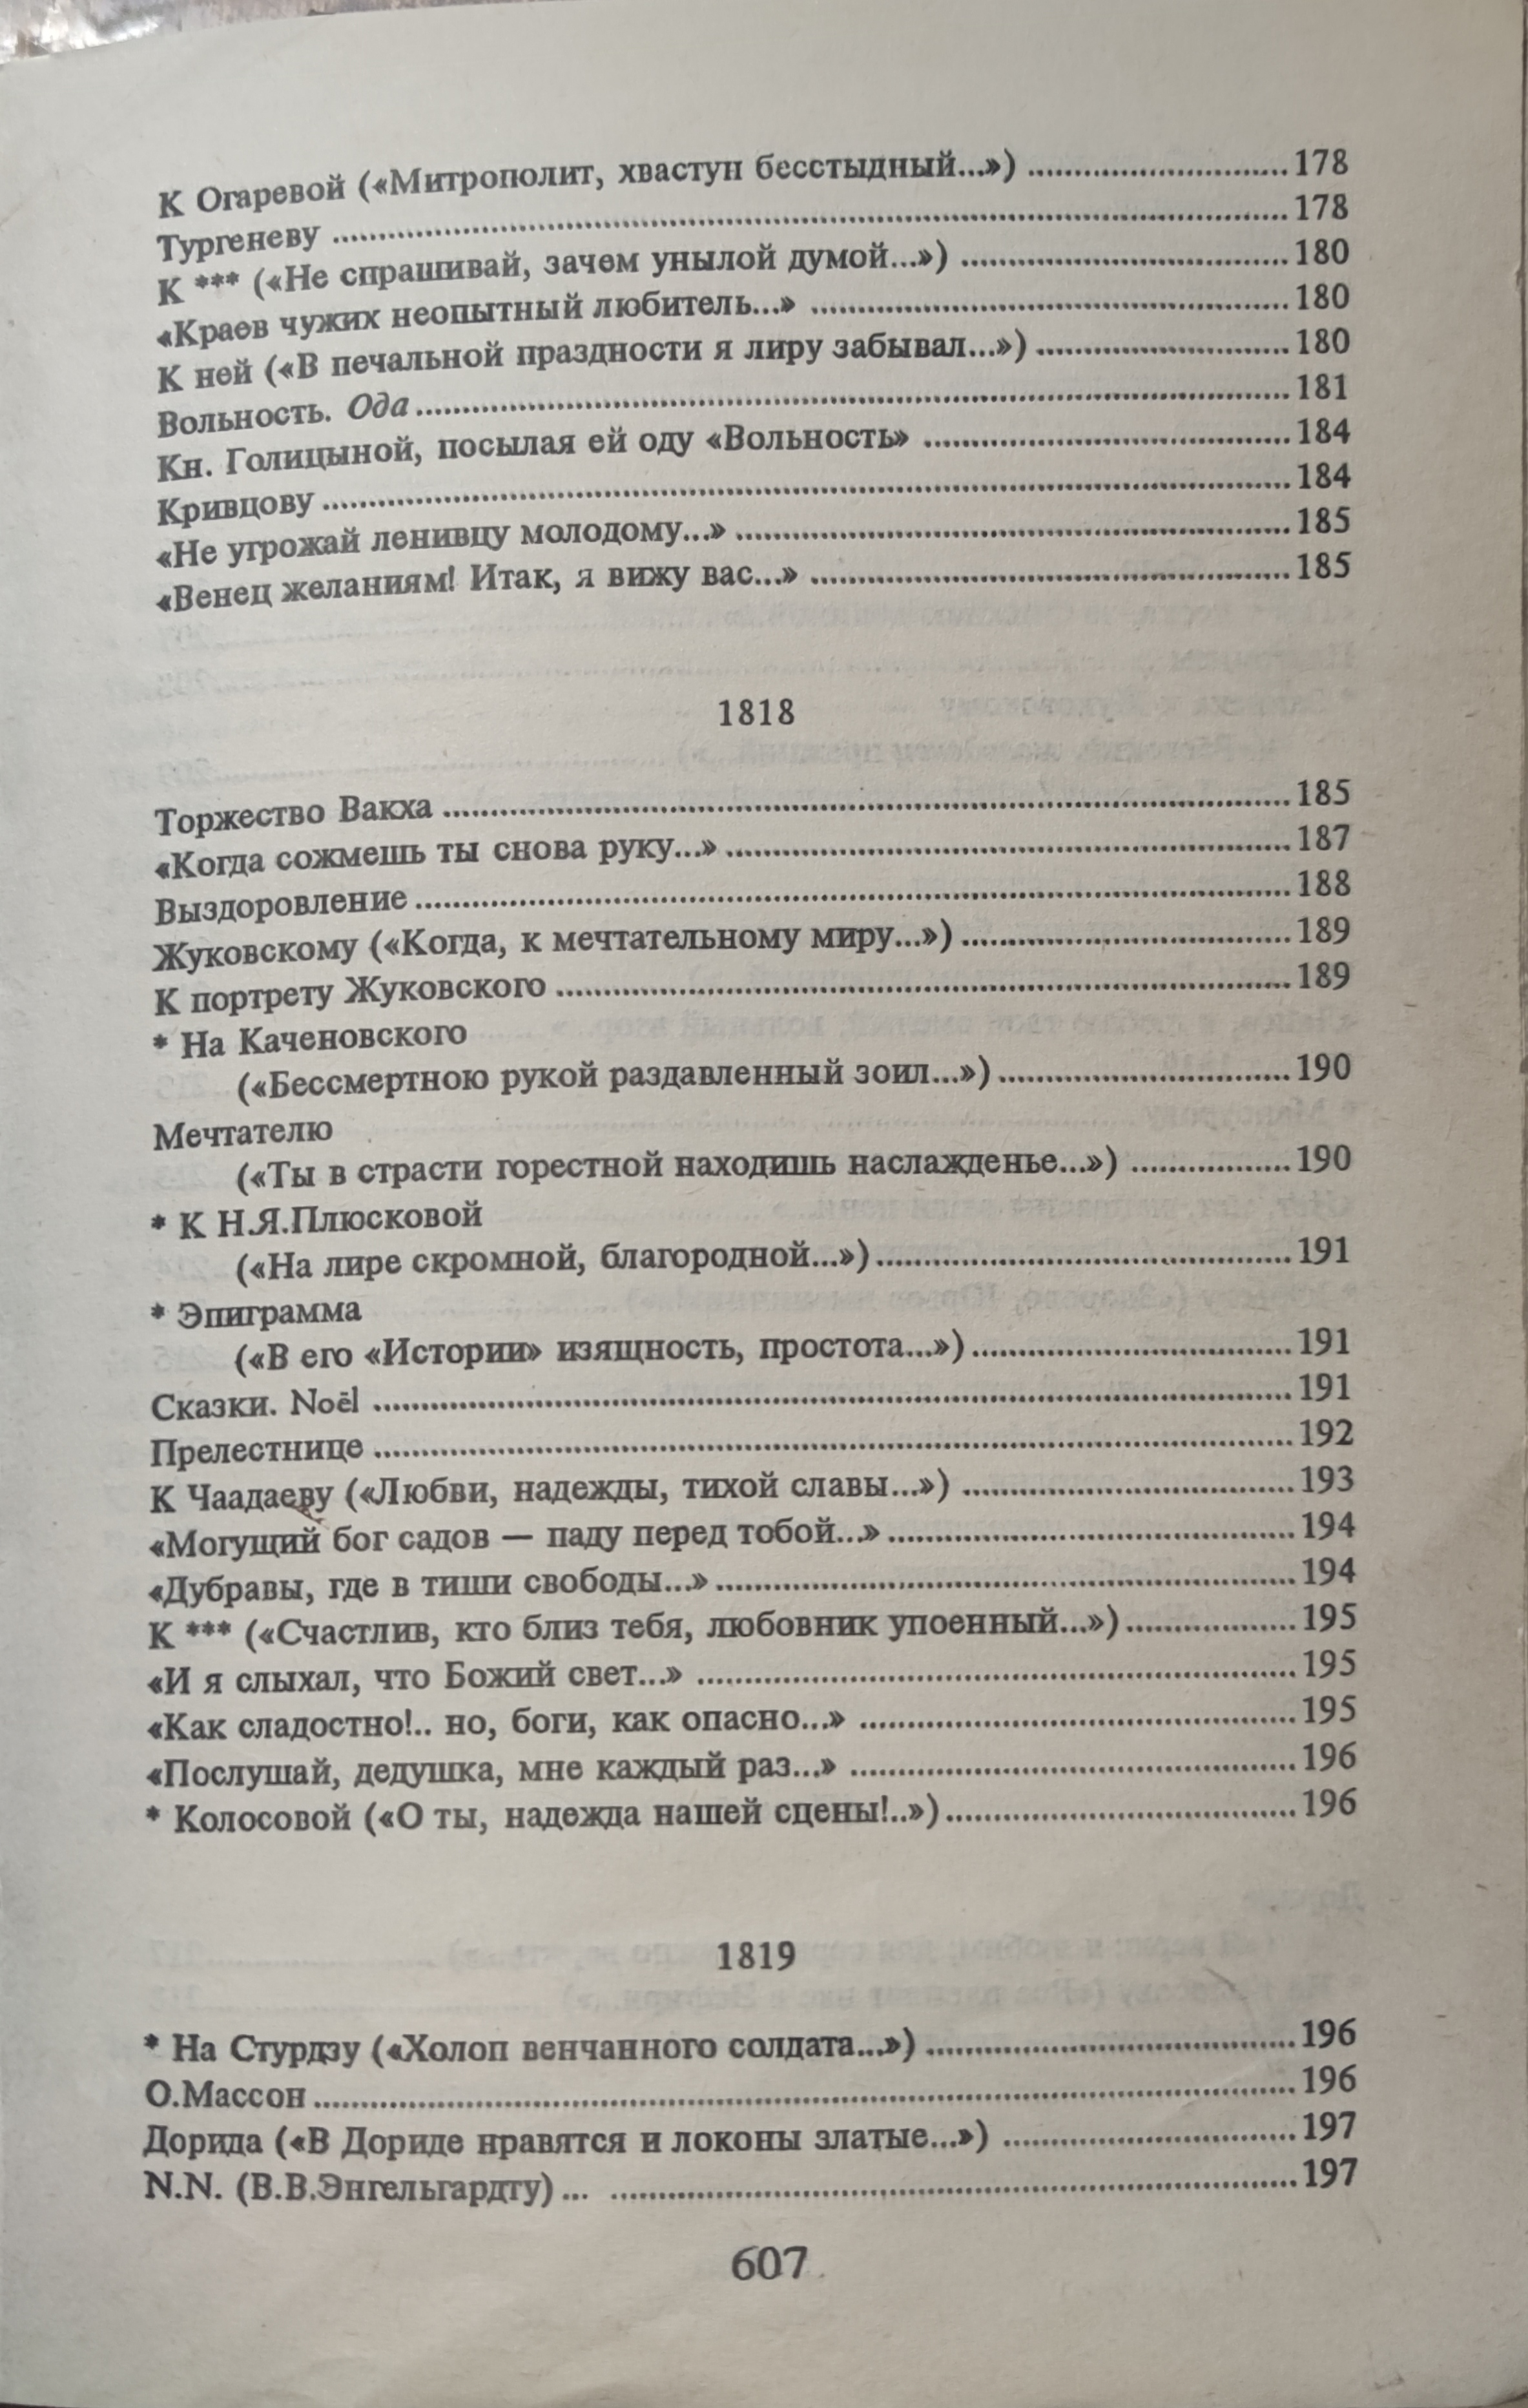 К Огаревой («Митрополит, хвастун бесстыдный...») ............................ 178
Тургеневу ............................ 178
К *** («Не спрашивай, зачем унылой думой...») ............................ 180
«Краев чужих неопытный любитель...» ............................ 180
К ней («В печальной праздности я лиру забывал...») ............................ 180
Вольность. Ода ............................ 181
Кн. Голицыной, посылая ей оду «Вольность» ............................ 184
Кривцову ............................ 184
«Не угрожай ленивцу молодому...» ............................ 185
«Венец желаниям! Итак, я вижу вас...» ............................ 185
1818
Торжество Вакха ............................ 185
«Когда сожмешь ты снова руку...» ............................ 187
Выздоровление ............................ 188
Жуковскому («Когда, к мечтательному миру...») ............................ 189
К портрету Жуковского ............................ 189
* На Каченовского
(«Бессмертною рукой раздавленный зоил...») ............................ 190
Мечтателю
(«Ты в страсти горестной находишь наслажденье...») ............................ 190
* К Н.Я.Плюсковой
(«На лире скромной, благородной...») ............................ 191
* Эпиграмма
(«В его «Истории» изящность, простота...») ............................ 191
Сказки. Noël ............................ 191
Прелестнице ............................ 192
К Чаадаеву («Любви, надежды, тихой славы...») ............................ 193
«Могущий бог садов — паду перед тобой...» ............................ 194
«Дубравы, где в тиши свободы...» ............................ 194
К *** («Счастлив, кто близ тебя, любовник упоенный...») ............................ 195
«И я слыхал, что Божий свет...» ............................ 195
«Как сладостно!.. но, боги, как опасно...» ............................ 195
«Послушай, дедушка, мне каждый раз...» ............................ 196
* Колосовой («О ты, надежда нашей сцены!..») ............................ 196
1819
* На Стурдзу («Холоп венчанного солдата...») ............................ 196
О.Массон ............................ 196
Дорида («В Дориде нравятся и локоны златые...») ............................ 197
N.N. (В.В.Энгельгардту) ... ............................ 197
607